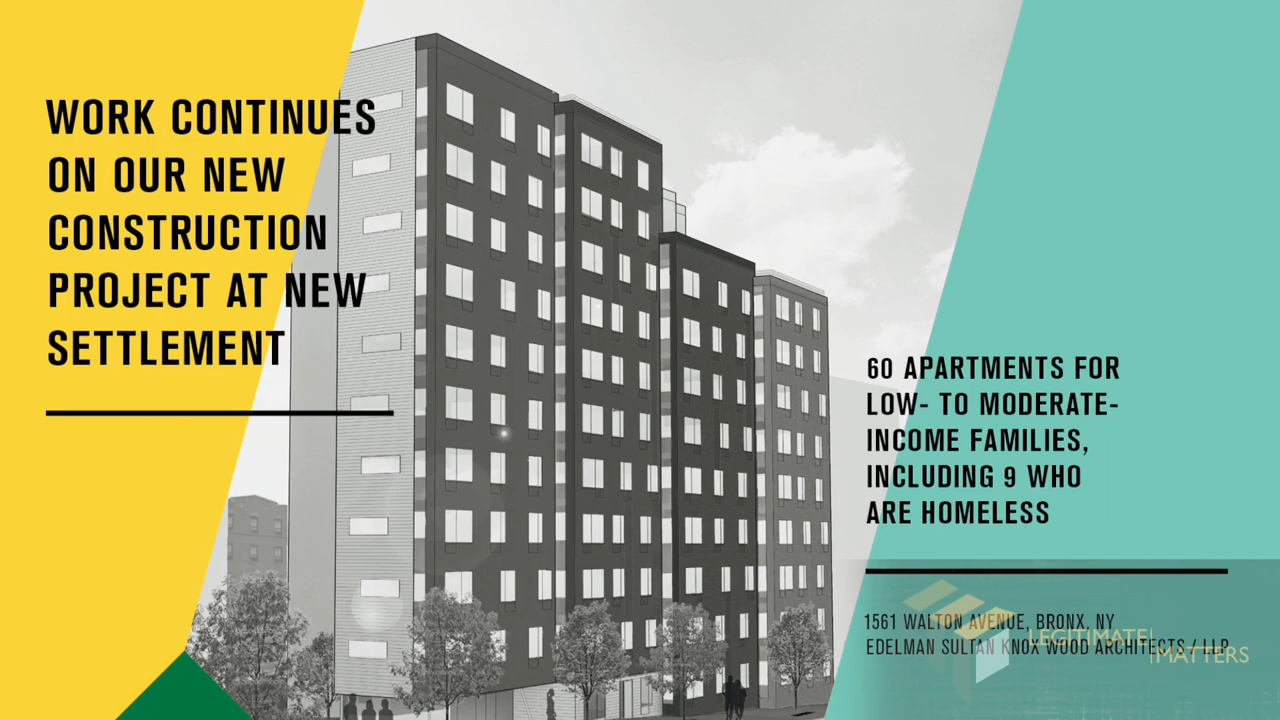 WORK CONTINUES
ON OUR NEW
CONSTRUCTION
PROJECT AT NEW
SETTLEMENT
60 APARTMENTS FOR
LOW- TO MODERATE-
INCOME FAMILIES,
INCLUDING 9 WHO
ARE HOMELESS
1561 WALTON AVENUE, BRONX, NY
EDELMAN SULTAN KNOX WOOD ARCHITECTS / LLP
LEGITIMATE
MATTERS